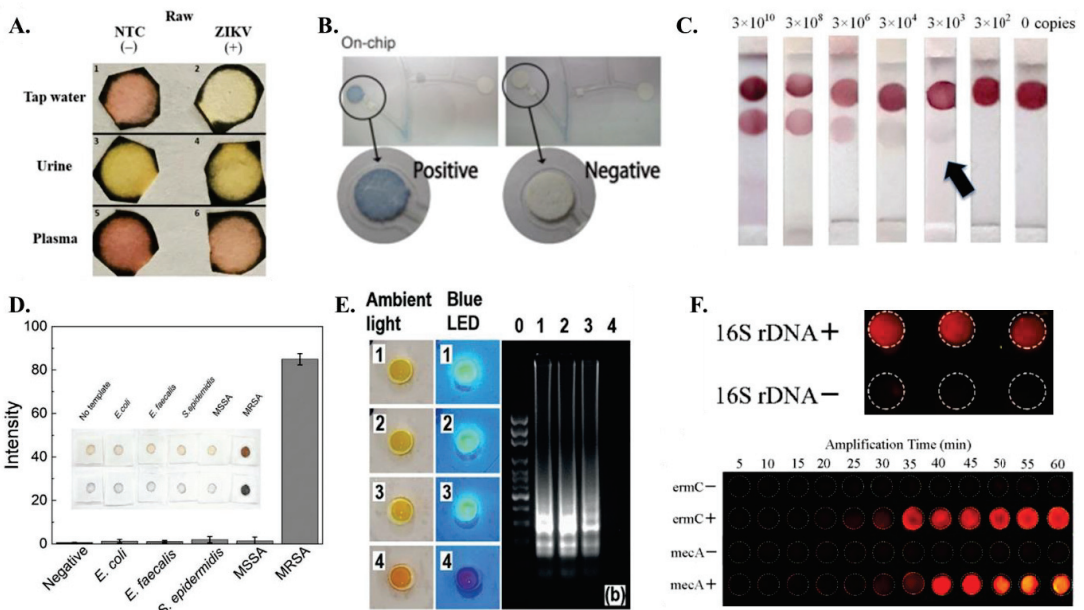 A.
Raw
NTC
(−)
ZIKV
(+)
Tap water
1
2
Urine
3
4
Plasma
5
6
B.
On-chip
Positive
Negative
C.
3×10¹⁰ 3×10⁸ 3×10⁶ 3×10⁴ 3×10³ 3×10² 0 copies
D.
100
80
60
40
20
0
Intensity
No template
E.coli
E. faecalis
S.epidermidis
MSSA
MRSA
Negative
E. coli
E. faecalis
S. epidermidis
MSSA
MRSA
E.
Ambient
light
Blue
LED
0 1 2 3 4
1 1
2 2
3 3
4 4
(b)
F.
16S rDNA+
16S rDNA−
Amplification Time (min)
5 10 15 20 25 30 35 40 45 50 55 60
ermC−
ermC+
mecA−
mecA+